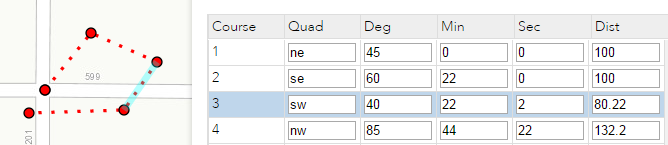 Course Quad Deg Min Sec Dist
1 ne 45 0 0 100
2 se 60 22 0 100
3 sw 40 22 2 80.22
4 nw 85 44 22 132.2
599
201